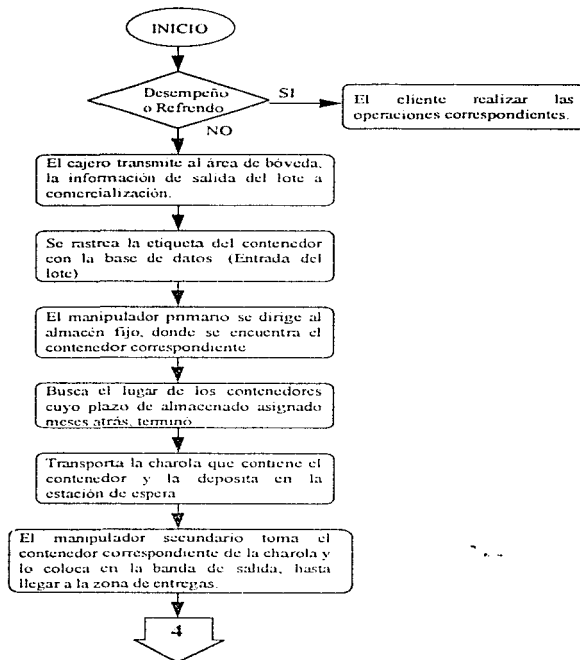 INICIO
Desempeño
o Refrendo
SI
El cliente realizar las
operaciones correspondientes.
NO
El cajero transmite al área de bóveda,
la información de salida del lote a
comercialización.
Se rastrea la etiqueta del contenedor
con la base de datos (Entrada del
lote)
El manipulador primario se dirige al
almacén fijo, donde se encuentra el
contenedor correspondiente
Busca el lugar de los contenedores
cuyo plazo de almacenado asignado
meses atrás, terminó
Transporta la charola que contiene el
contenedor y la deposita en la
estación de espera
El manipulador secundario toma el
contenedor correspondiente de la charola y
lo coloca en la banda de salida, hasta
llegar a la zona de entregas.
4